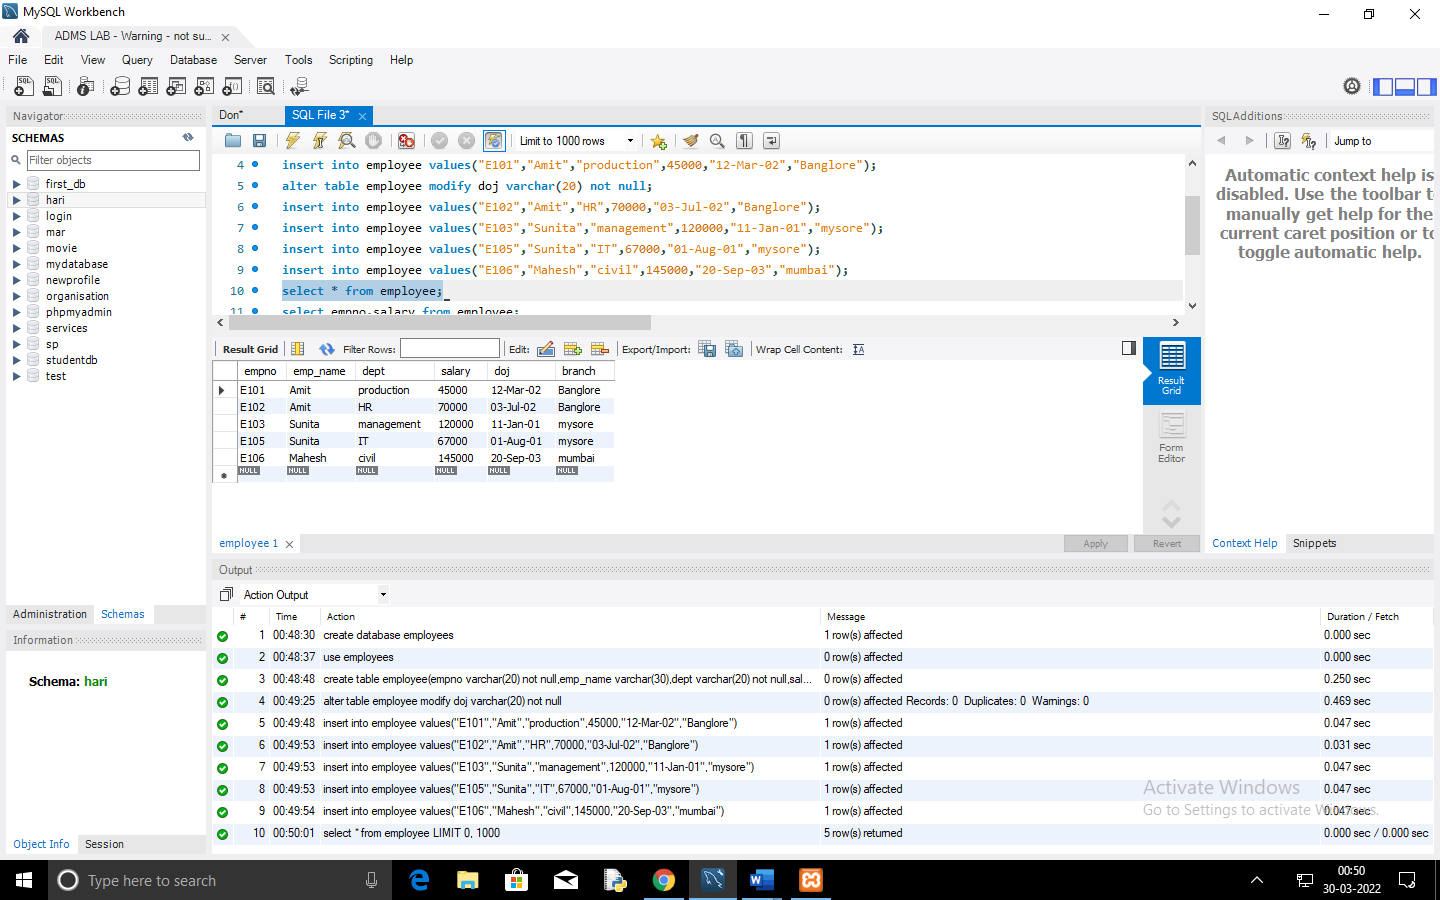 MySQL Workbench
ADMS LAB - Warning - not su...
File Edit View Query Database Server Tools Scripting Help
Navigator
SCHEMAS
Filter objects
first_db
hari
login
mar
movie
mydatabase
newprofile
organisation
phpmyadmin
services
sp
studentdb
test
Administration Schemas
Information
Schema: hari
Object Info Session
Don* SQL File 3*
Limit to 1000 rows
4 insert into employee values("E101","Amit","production",45000,"12-Mar-02","Banglore");
5 alter table employee modify doj varchar(20) not null;
6 insert into employee values("E102","Amit","HR",70000,"03-Jul-02","Banglore");
7 insert into employee values("E103","Sunita","management",120000,"11-Jan-01","mysore");
8 insert into employee values("E105","Sunita","IT",67000,"01-Aug-01","mysore");
9 insert into employee values("E106","Mahesh","civil",145000,"20-Sep-03","mumbai");
10 select * from employee;
11 select empno,salary from employee;
Result Grid Filter Rows: Edit: Export/Import: Wrap Cell Content:
empno emp_name dept salary doj branch
E101 Amit production 45000 12-Mar-02 Banglore
E102 Amit HR 70000 03-Jul-02 Banglore
E103 Sunita management 120000 11-Jan-01 mysore
E105 Sunita IT 67000 01-Aug-01 mysore
E106 Mahesh civil 145000 20-Sep-03 mumbai
NULL NULL NULL NULL NULL NULL
Result
Grid
Form
Editor
employee 1
Apply Revert
SQLAdditions
Jump to
Automatic context help is
disabled. Use the toolbar t
manually get help for the
current caret position or to
toggle automatic help.
Context Help Snippets
Output
Action Output
# Time Action Message Duration / Fetch
1 00:48:30 create database employees 1 row(s) affected 0.000 sec
2 00:48:37 use employees 0 row(s) affected 0.000 sec
3 00:48:48 create table employee(empno varchar(20) not null,emp_name varchar(30),dept varchar(20) not null,sal... 0 row(s) affected 0.250 sec
4 00:49:25 alter table employee modify doj varchar(20) not null 0 row(s) affected Records: 0 Duplicates: 0 Warnings: 0 0.469 sec
5 00:49:48 insert into employee values("E101","Amit","production",45000,"12-Mar-02","Banglore") 1 row(s) affected 0.047 sec
6 00:49:53 insert into employee values("E102","Amit","HR",70000,"03-Jul-02","Banglore") 1 row(s) affected 0.031 sec
7 00:49:53 insert into employee values("E103","Sunita","management",120000,"11-Jan-01","mysore") 1 row(s) affected 0.047 sec
8 00:49:53 insert into employee values("E105","Sunita","IT",67000,"01-Aug-01","mysore") 1 row(s) affected 0.047 sec
9 00:49:54 insert into employee values("E106","Mahesh","civil",145000,"20-Sep-03","mumbai") 1 row(s) affected 0.047 sec
10 00:50:01 select * from employee LIMIT 0, 1000 5 row(s) returned 0.000 sec / 0.000 sec
Activate Windows
Go to Settings to activate Windows.
Type here to search
00:50
30-03-2022